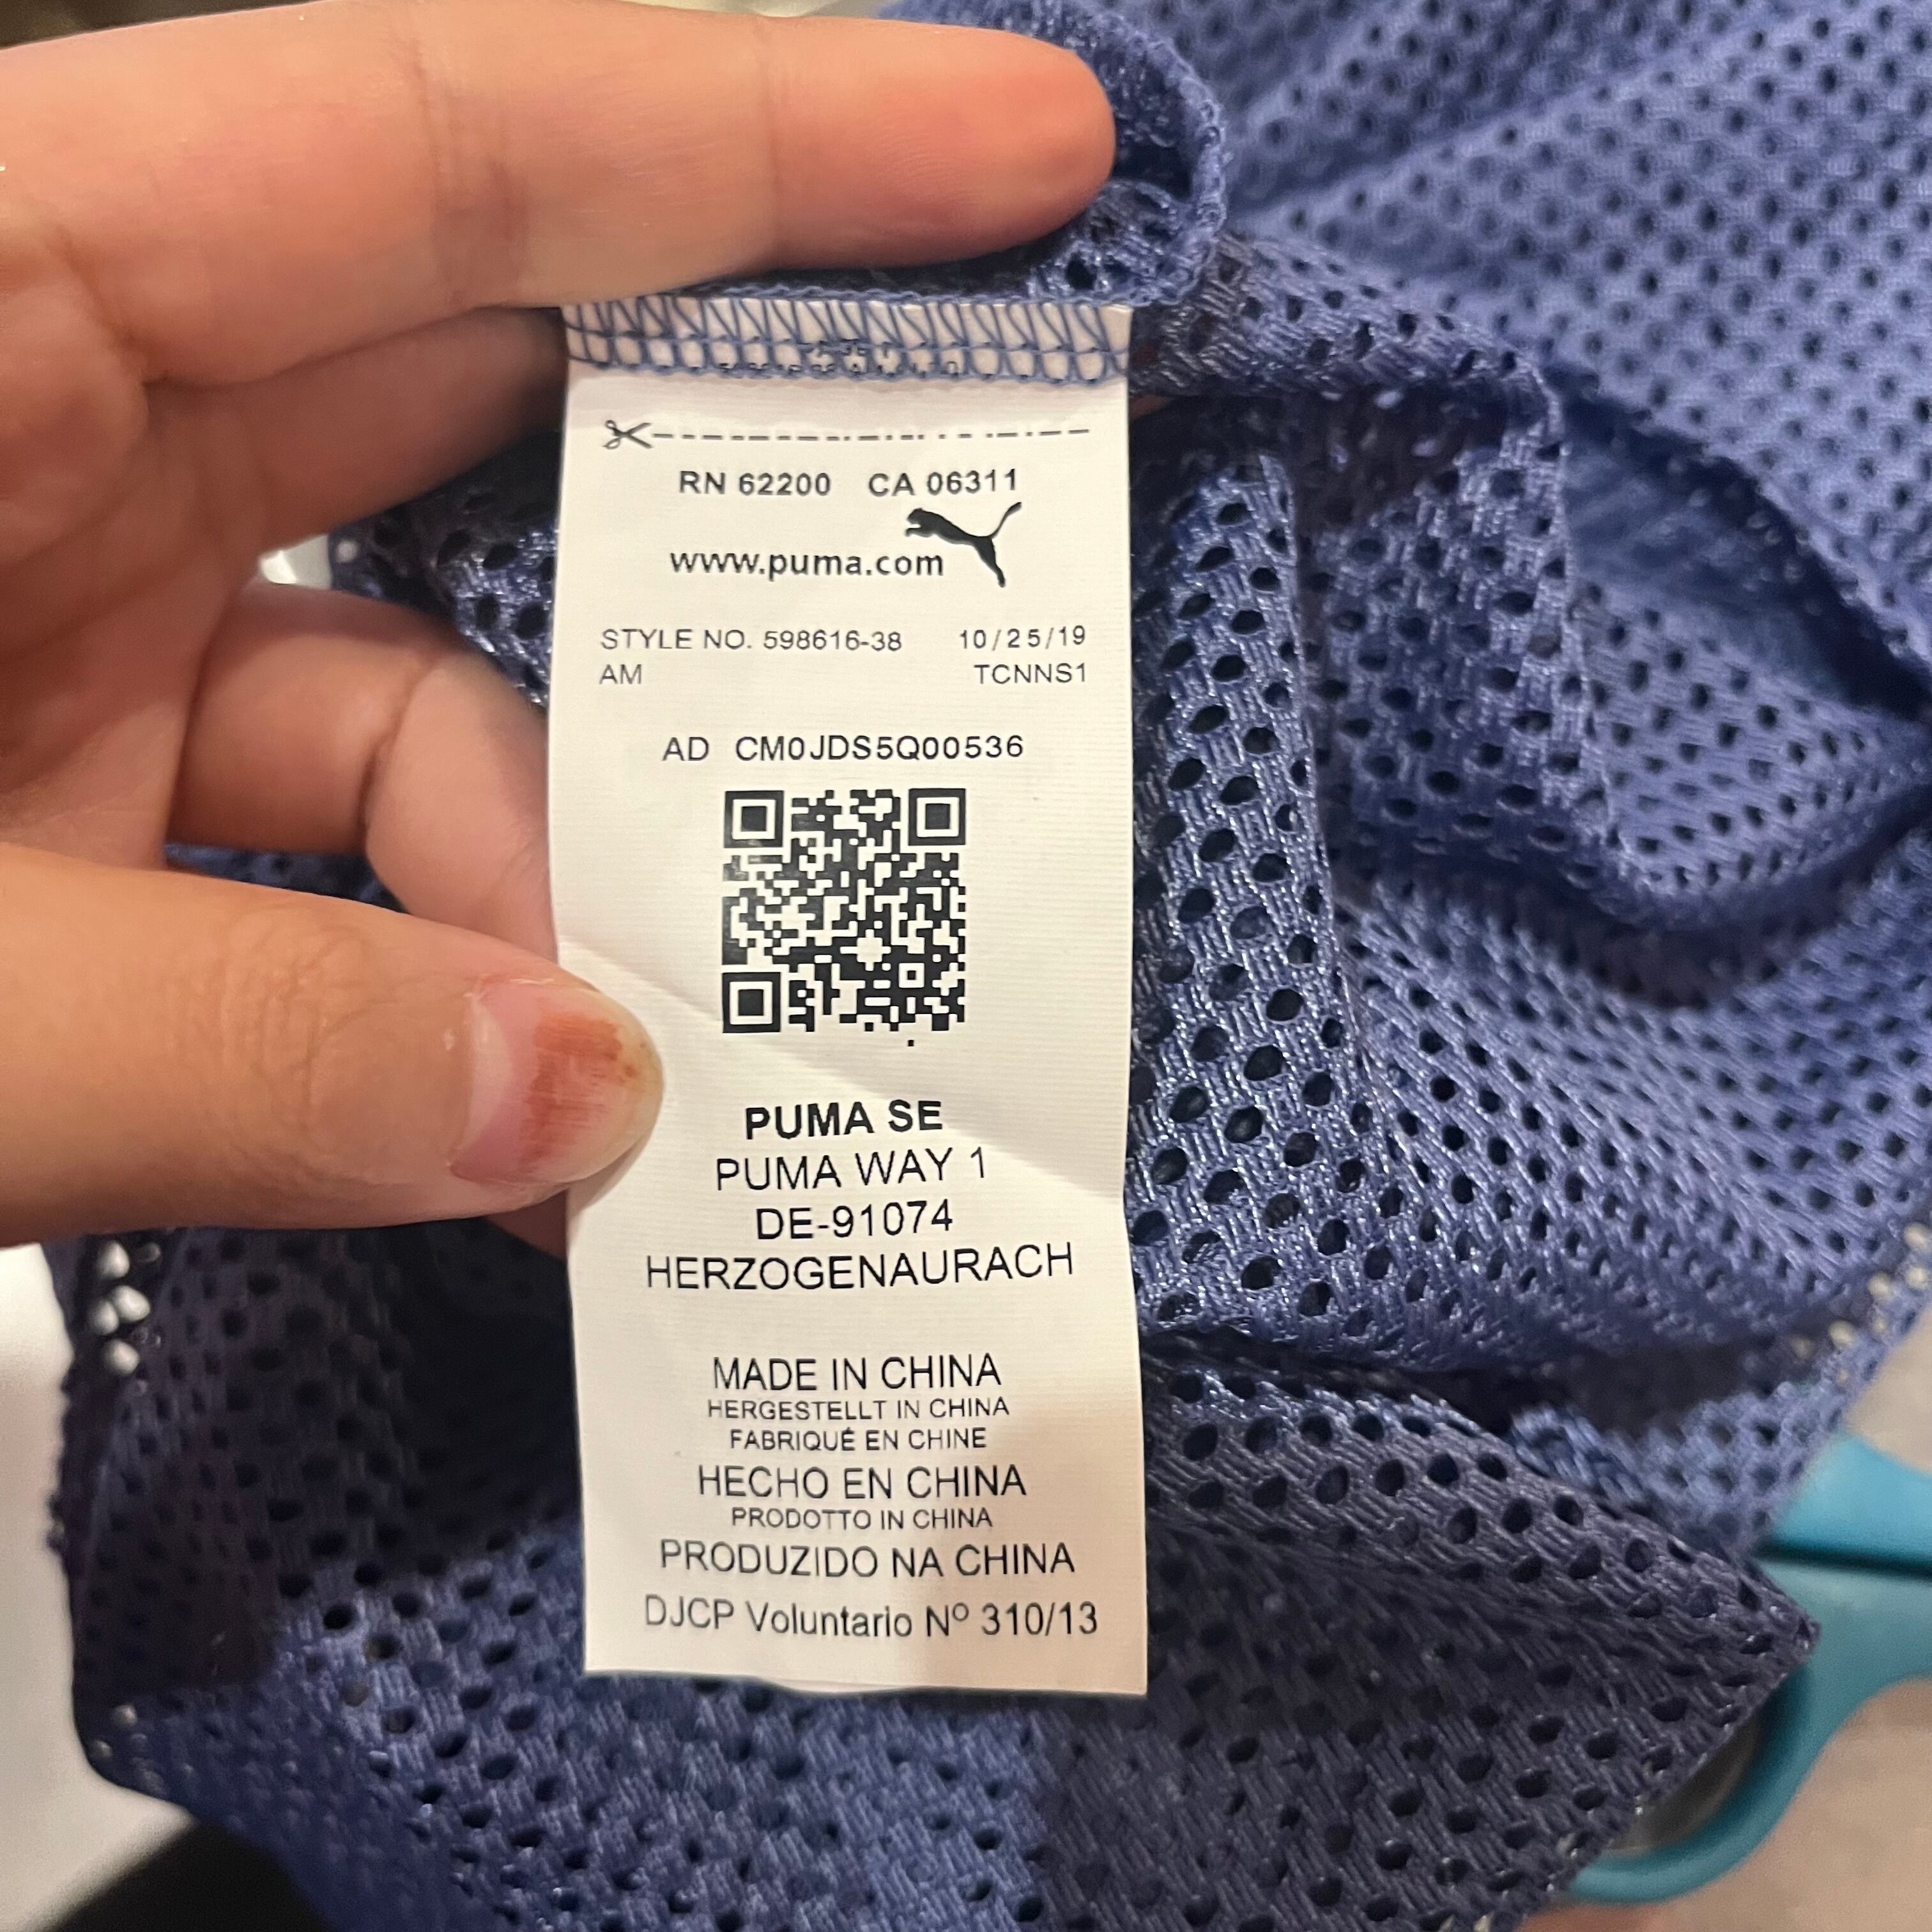 RN 62200 CA 06311
www.puma.com
STYLE NO. 598616-38 10/25/19
AM TCNNS1
AD CM0JDS5Q00536
PUMA SE
PUMA WAY 1
DE-91074
HERZOGENAURACH
MADE IN CHINA
HERGESTELLT IN CHINA
FABRIQUÉ EN CHINE
HECHO EN CHINA
PRODOTTO IN CHINA
PRODUZIDO NA CHINA
DJCP Voluntario Nº 310/13